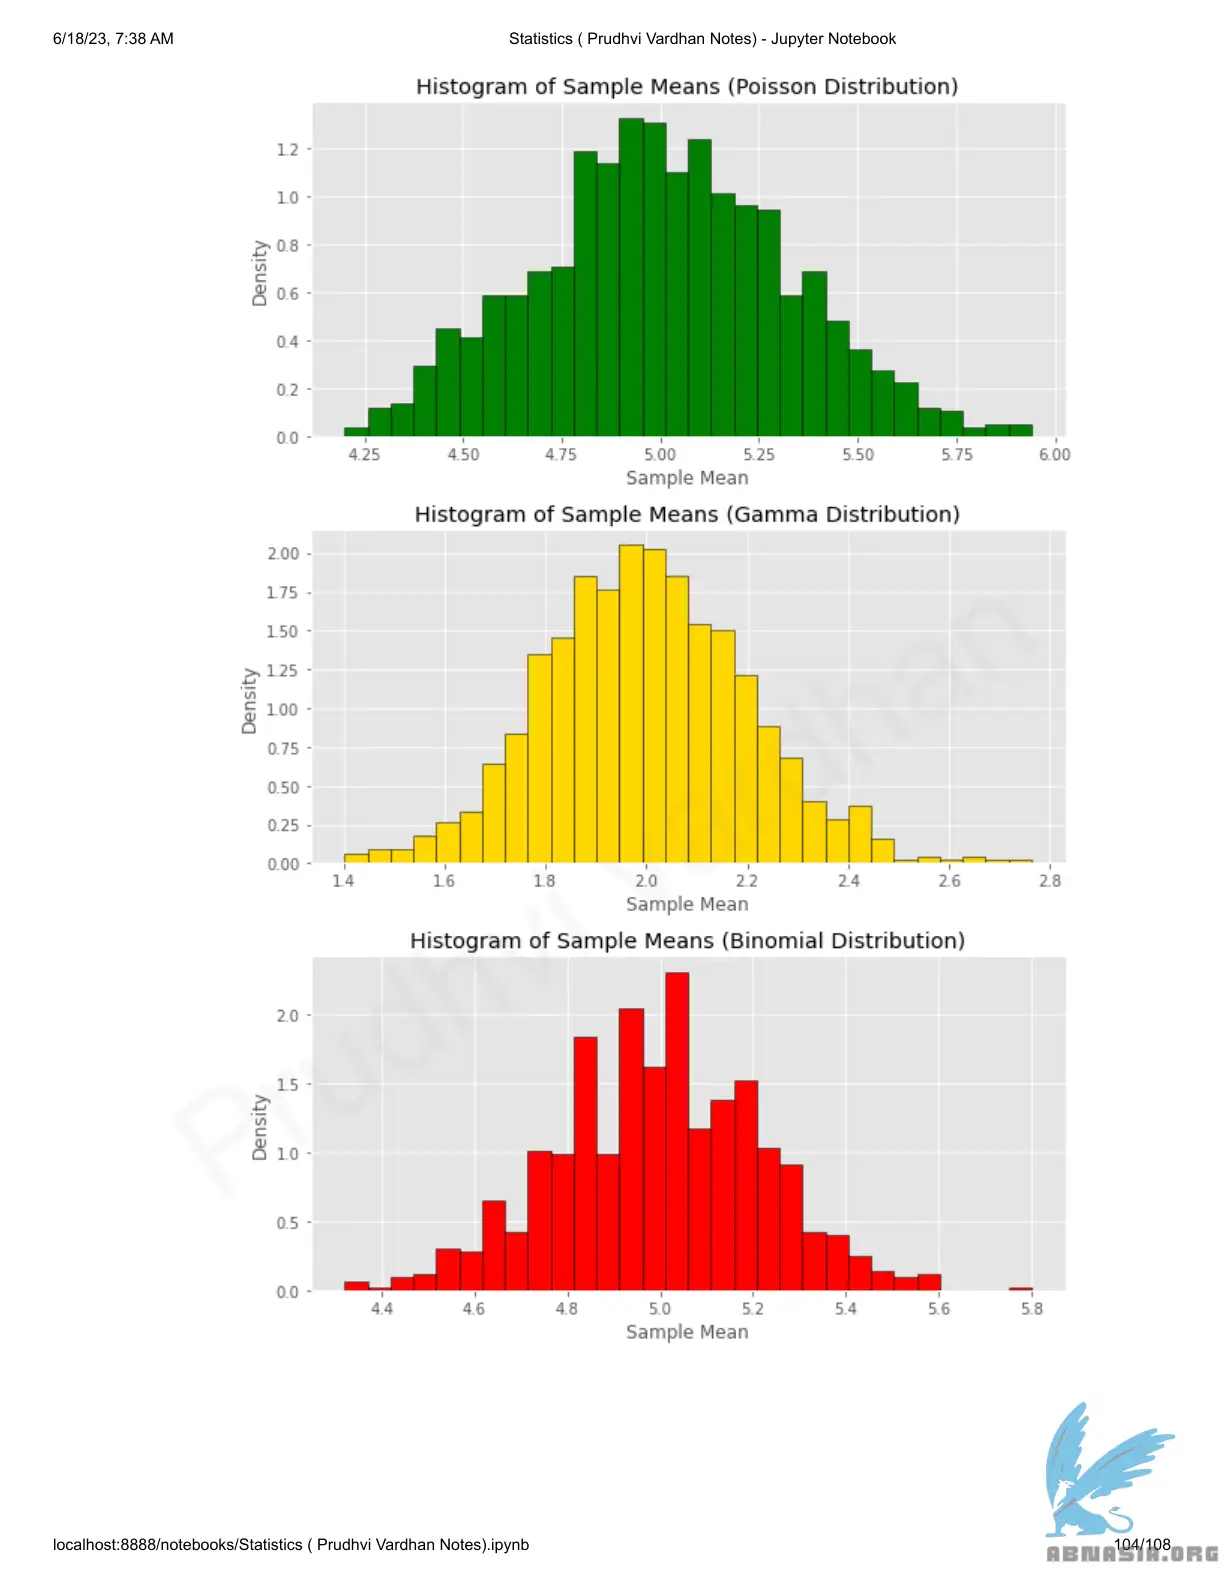 6/18/23, 7:38 AM Statistics ( Prudhvi Vardhan Notes) - Jupyter Notebook
Histogram of Sample Means (Poisson Distribution)
1.2
1.0
0.8
0.6
0.4
0.2
0.0
Density
4.25 4.50 4.75 5.00 5.25 5.50 5.75 6.00
Sample Mean
Histogram of Sample Means (Gamma Distribution)
2.00
1.75
1.50
1.25
1.00
0.75
0.50
0.25
0.00
Density
1.4 1.6 1.8 2.0 2.2 2.4 2.6 2.8
Sample Mean
Histogram of Sample Means (Binomial Distribution)
2.0
1.5
1.0
0.5
0.0
Density
4.4 4.6 4.8 5.0 5.2 5.4 5.6 5.8
Sample Mean
Prudhvi Vardhan
localhost:8888/notebooks/Statistics ( Prudhvi Vardhan Notes).ipynb 104/108
ABNASIA.ORG